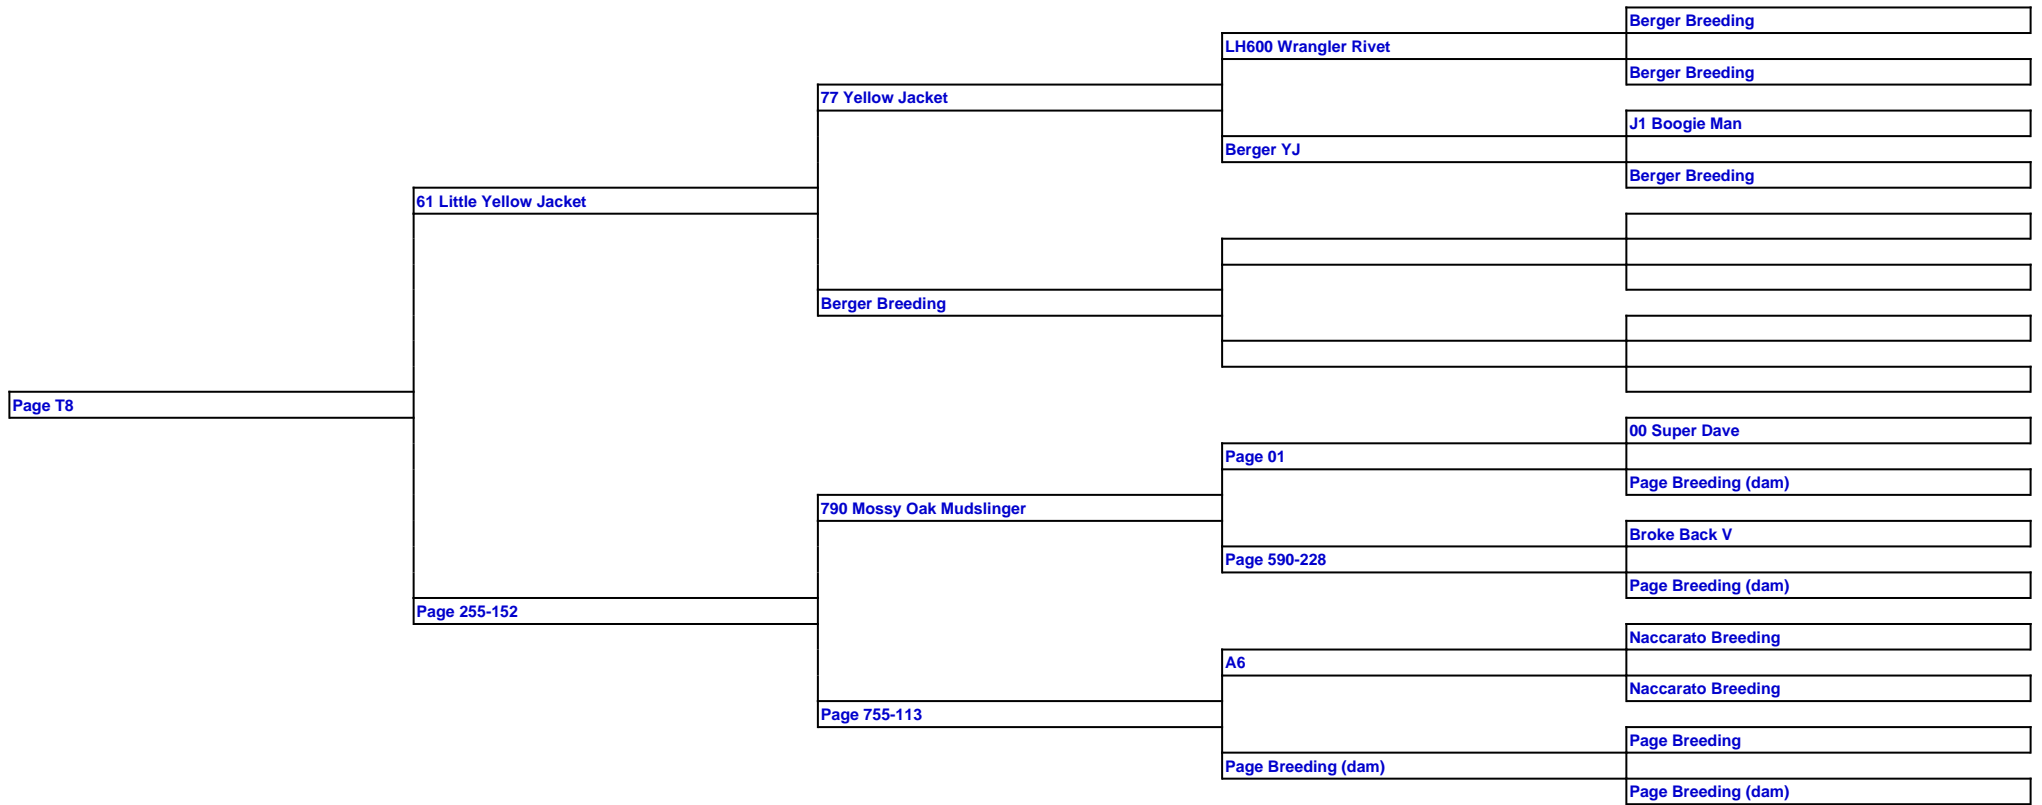 Berger Breeding
LH600 Wrangler Rivet
Berger Breeding
77 Yellow Jacket
J1 Boogie Man
Berger YJ
Berger Breeding
61 Little Yellow Jacket
Berger Breeding
Page T8
00 Super Dave
Page 01
Page Breeding (dam)
790 Mossy Oak Mudslinger
Broke Back V
Page 590-228
Page Breeding (dam)
Page 255-152
Naccarato Breeding
A6
Naccarato Breeding
Page 755-113
Page Breeding
Page Breeding (dam)
Page Breeding (dam)